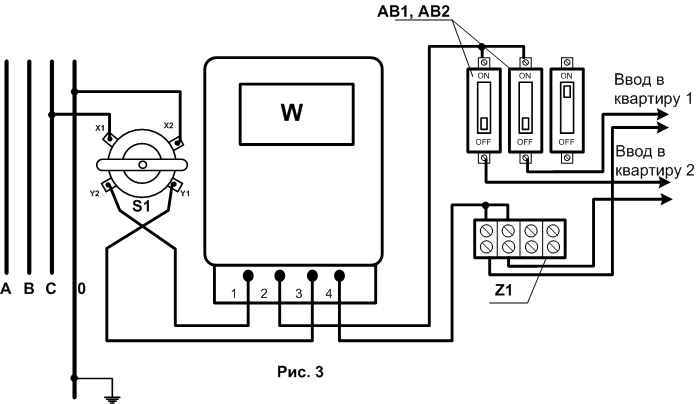 АВ1, АВ2
ON
ON
ON
OFF
OFF
OFF
Ввод в
квартиру 1
Ввод в
квартиру 2
W
X1
X2
Y2
Y1
S1
1
2
3
4
A
B
C
0
Z1
Рис. 3